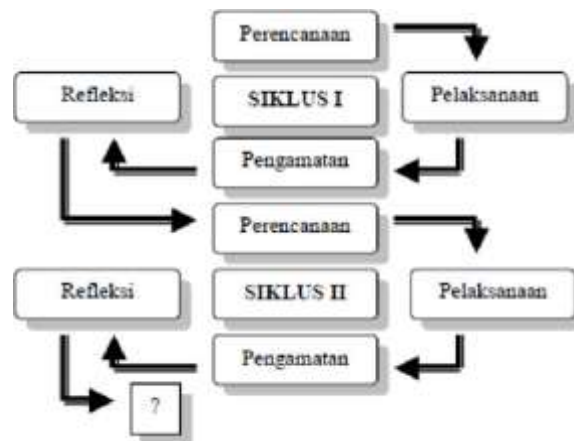 Perencanaan
Refleksi
SIKLUS I
Pelaksanaan
Pengamatan
Perencanaan
Refleksi
SIKLUS II
Pelaksanaan
Pengamatan
?